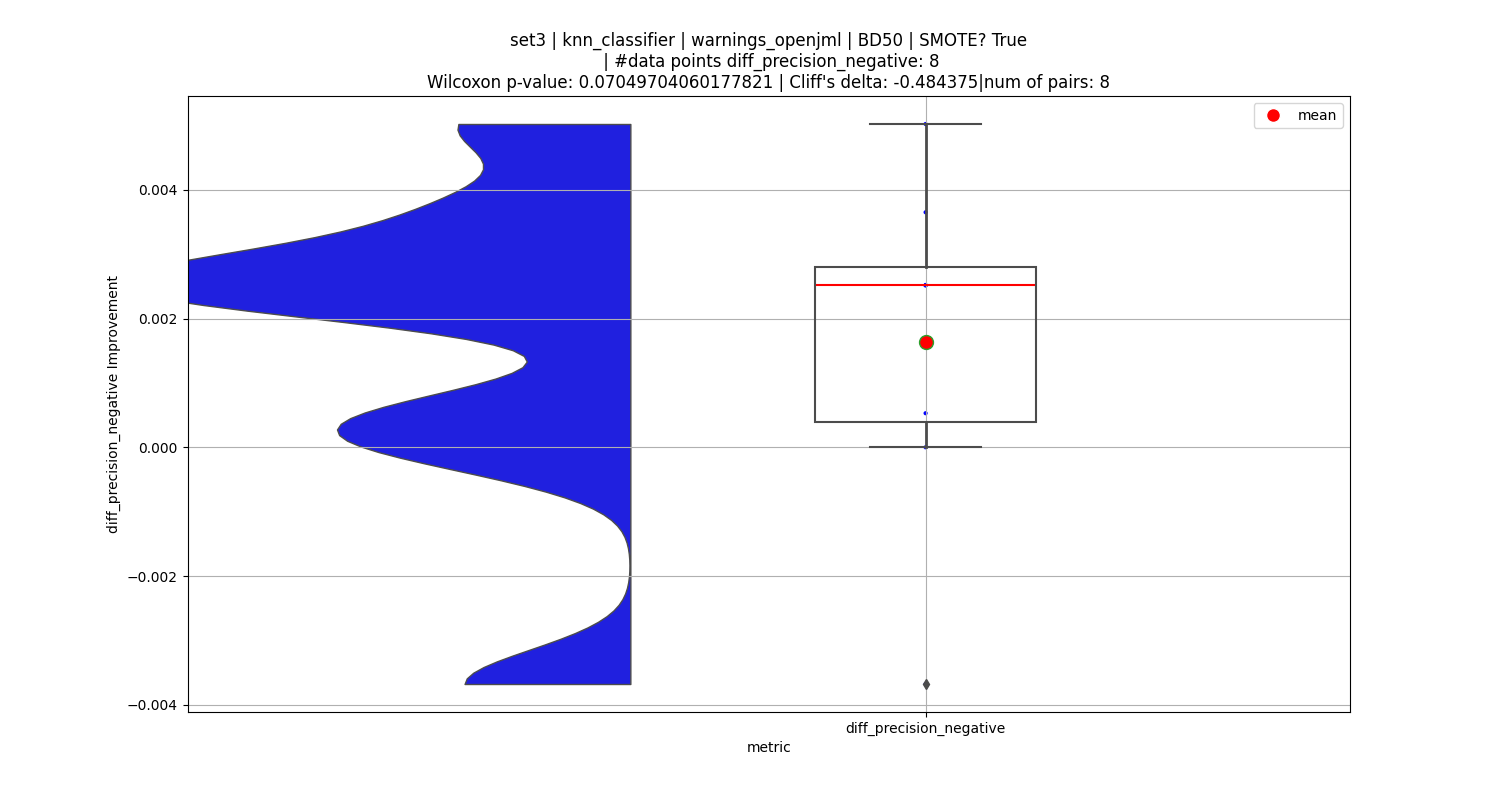 set3 | knn_classifier | warnings_openjml | BD50 | SMOTE? True
| #data points diff_precision_negative: 8
Wilcoxon p-value: 0.07049704060177821 | Cliff's delta: -0.484375|num of pairs: 8
mean
diff_precision_negative Improvement
0.004
0.002
0.000
−0.002
−0.004
diff_precision_negative
metric